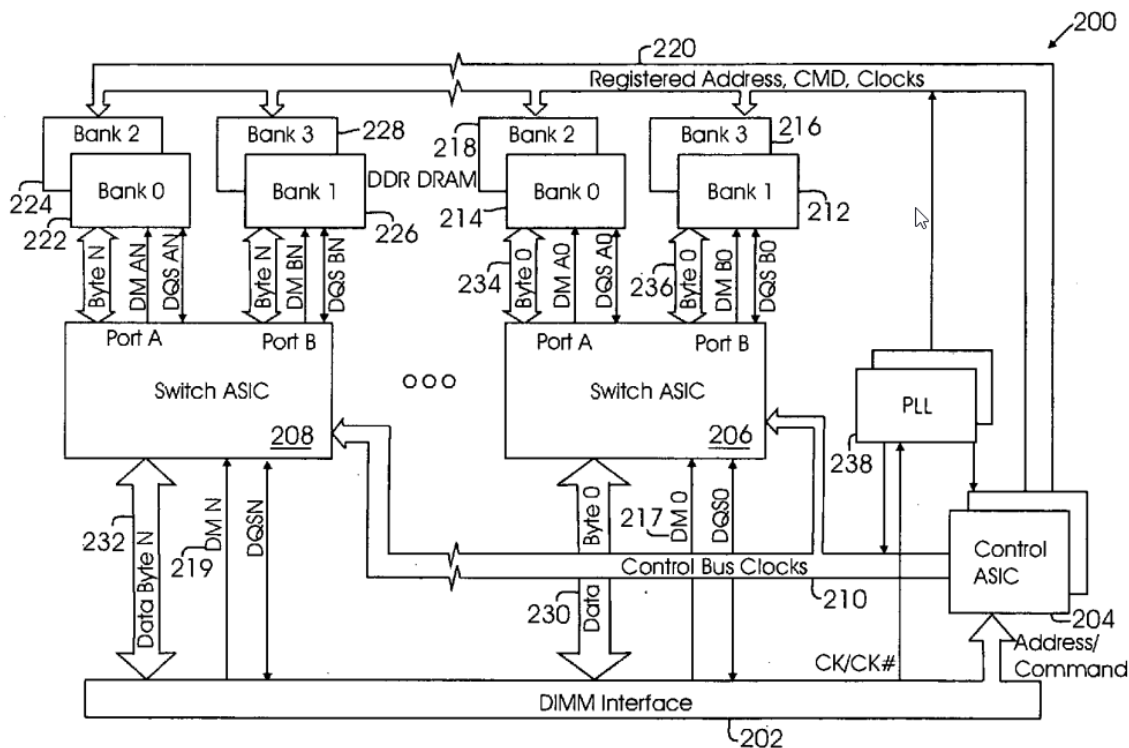 200
220
Registered Address, CMD, Clocks
Bank 2
Bank 3
228
218
Bank 2
Bank 3
216
Bank 0
Bank 1
DDR DRAM
Bank 0
Bank 1
224
222
226
214
212
Byte N
DM AN
DQS AN
Byte N
DM BN
DQS BN
234
Byte 0
DM A0
DQS A0
236
Byte 0
DM B0
DQS B0
Port A
Port B
Port A
Port B
Switch ASIC
Switch ASIC
PLL
208
206
238
232
Data Byte N
DM N
219
DQSN
230
Data Byte 0
217
DM 0
DQS0
Control Bus Clocks
210
Control
ASIC
204
CK/CK#
Address/
Command
DIMM Interface
202